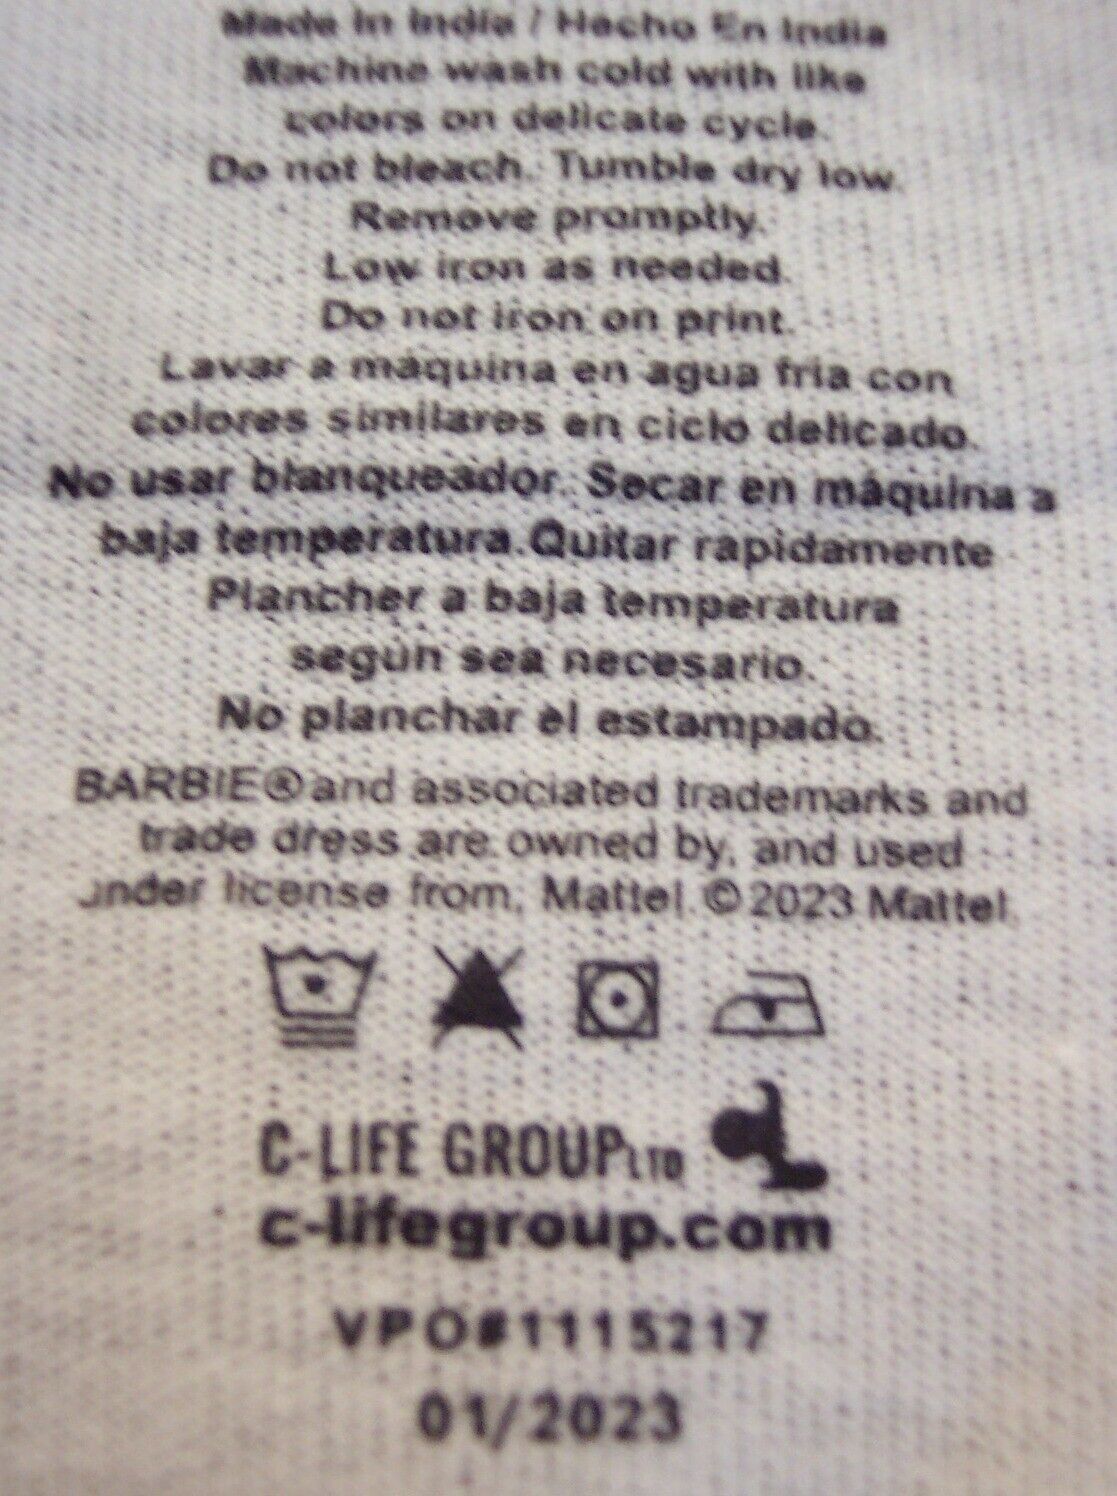 Made in India / Hecho En India
Machine wash cold with like
colors on delicate cycle.
Do not bleach. Tumble dry low.
Remove promptly.
Low iron as needed.
Do not iron on print.
Lavar a máquina en agua fria con
colores similares en ciclo delicado.
No usar blanqueador. Secar en máquina a
baja temperatura.Quitar rapidamente
Plancher a baja temperatura
según sea necesario.
No planchar el estampado.
BARBIE® and associated trademarks and
trade dress are owned by, and used
under license from, Mattel. ©2023 Mattel.
C-LIFE GROUP LTD
c-lifegroup.com
VPO#1115217
01/2023